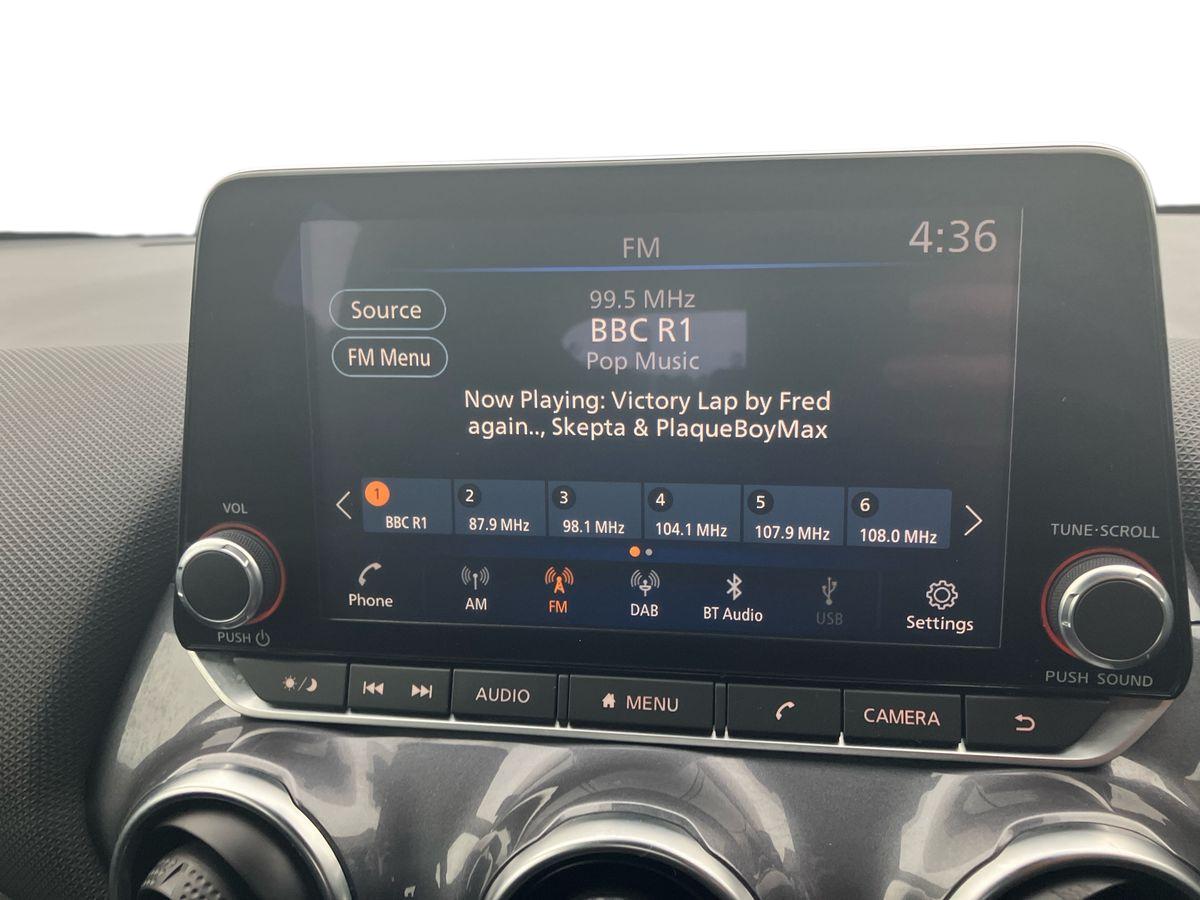 FM
4:36
Source
FM Menu
99.5 MHz
BBC R1
Pop Music
Now Playing: Victory Lap by Fred
again.., Skepta & PlaqueBoyMax
1 BBC R1
2 87.9 MHz
3 98.1 MHz
4 104.1 MHz
5 107.9 MHz
6 108.0 MHz
VOL
PUSH
TUNE·SCROLL
PUSH SOUND
Phone
AM
FM
DAB
BT Audio
USB
Settings
AUDIO
MENU
CAMERA